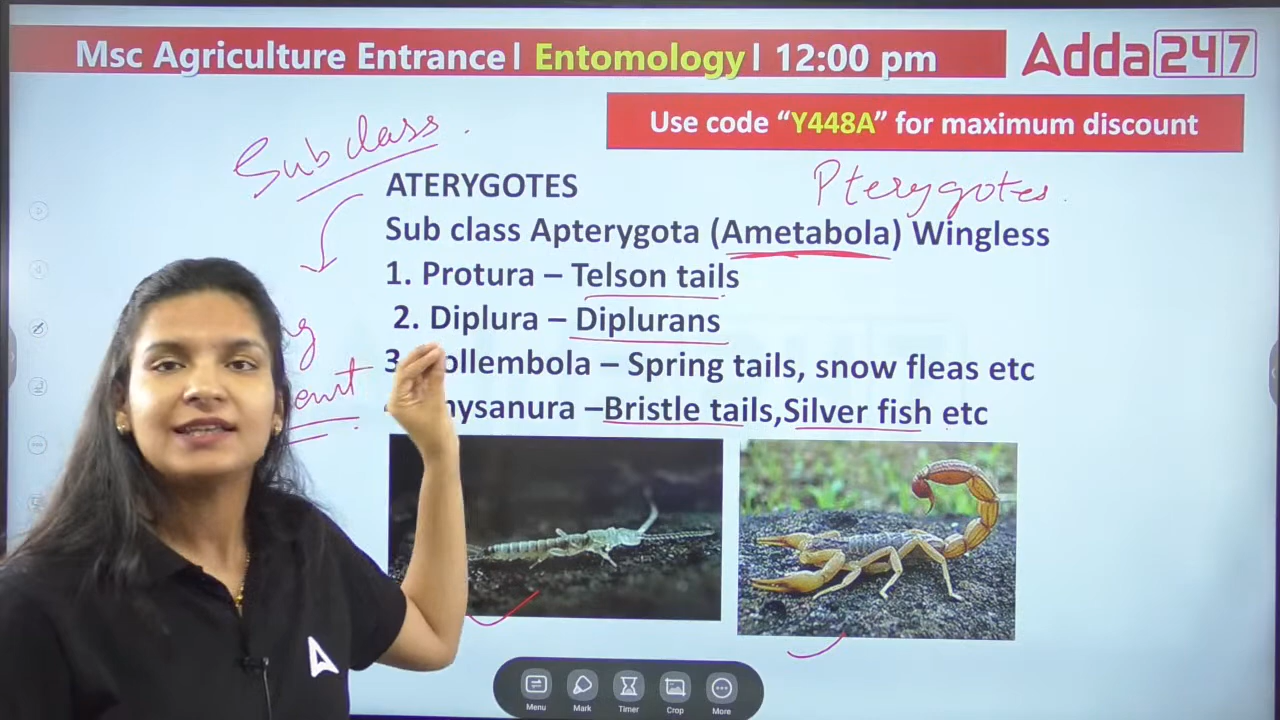 Msc Agriculture Entrance | Entomology | 12:00 pm
Adda247
Use code “Y448A” for maximum discount
Sub class.
ATERYGOTES
Pterygotes.
Sub class Apterygota (Ametabola) Wingless
1. Protura – Telson tails
2. Diplura – Diplurans
3 ollembola – Spring tails, snow fleas etc
hysanura –Bristle tails,Silver fish etc
Menu
Mark
Timer
Crop
More